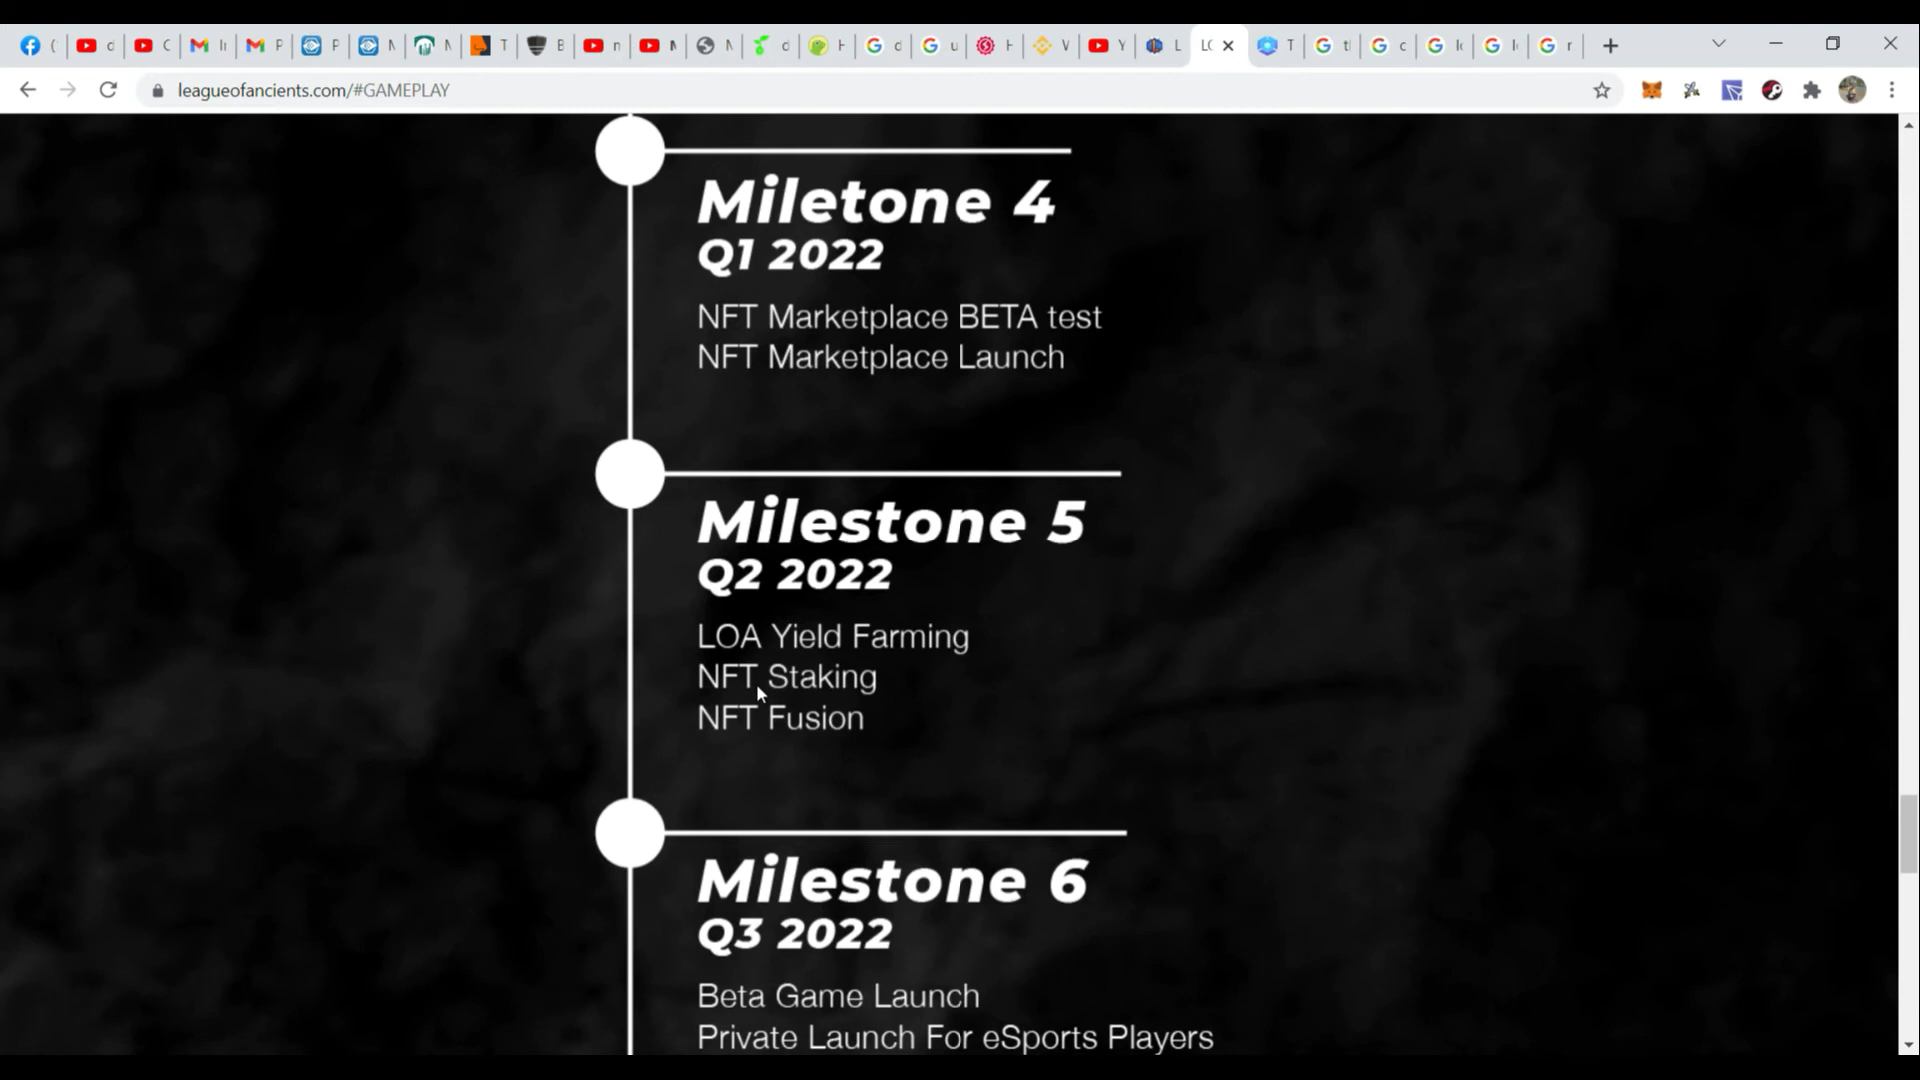 leagueofancients.com/#GAMEPLAY
Miletone 4
Q1 2022
NFT Marketplace BETA test
NFT Marketplace Launch
Milestone 5
Q2 2022
LOA Yield Farming
NFT Staking
NFT Fusion
Milestone 6
Q3 2022
Beta Game Launch
Private Launch For eSports Players